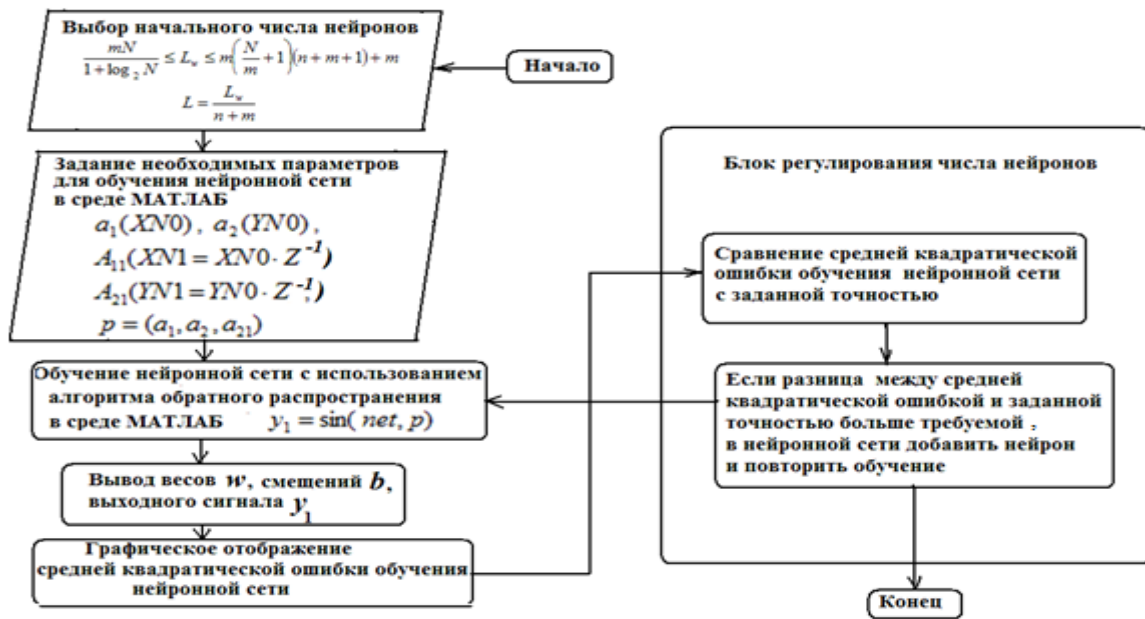 Выбор начального числа нейронов
mN / (1 + log₂ N) ≤ L_w ≤ m(N/m + 1)(n + m + 1) + m
L = L_w / (n + m)
Начало
Задание необходимых параметров
для обучения нейронной сети
в среде МАТЛАБ
a₁(XN0) , a₂(YN0) ,
A₁₁(XN1 = XN0 · Z⁻¹)
A₂₁(YN1 = YN0 · Z⁻¹,)
p = (a₁, a₂, a₂₁)
Обучение нейронной сети с использованием
алгоритма обратного распространения
в среде МАТЛАБ y₁ = sin( net, p)
Вывод весов w, смещений b,
выходного сигнала y₁
Графическое отображение
средней квадратической ошибки обучения
нейронной сети
Блок регулирования числа нейронов
Сравнение средней квадратической
ошибки обучения нейронной сети
с заданной точностью
Если разница между средней
квадратической ошибкой и заданной
точностью больше требуемой ,
в нейронной сети добавить нейрон
и повторить обучение
Конец